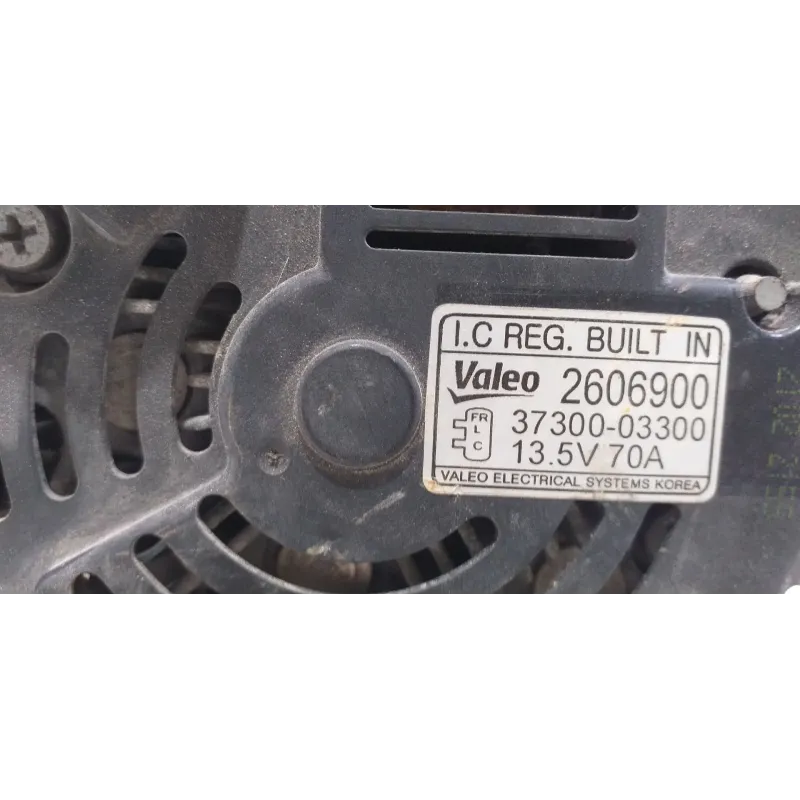 I.C REG. BUILT IN
Valeo 2606900
FR
L
C
37300-03300
13.5V 70A
VALEO ELECTRICAL SYSTEMS KOREA